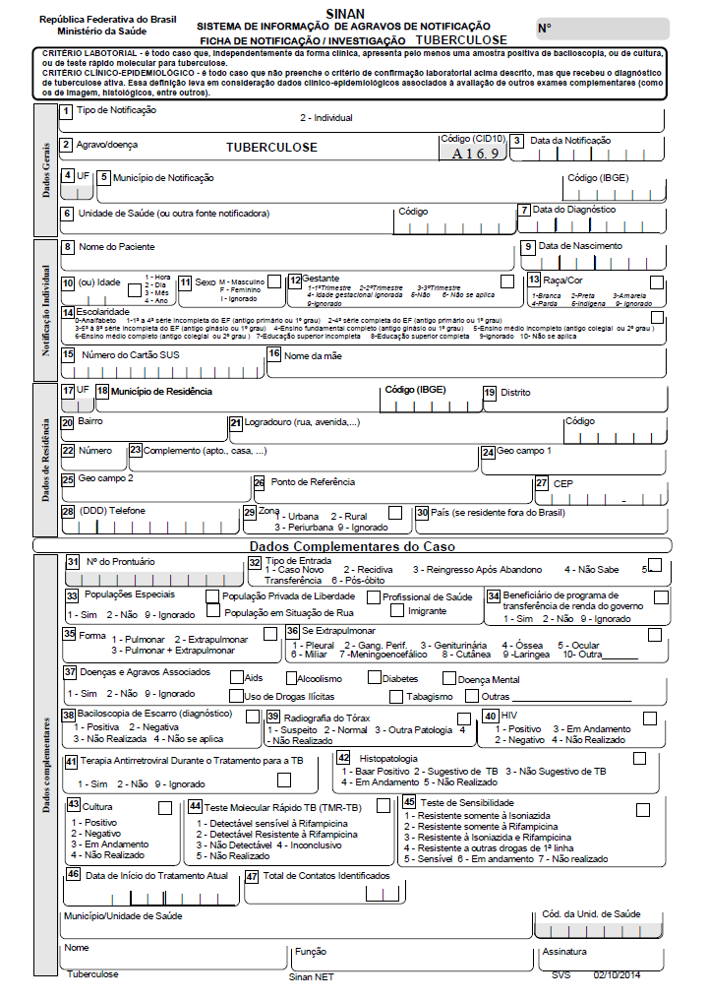 República Federativa do Brasil
Ministério da Saúde
SINAN
SISTEMA DE INFORMAÇÃO DE AGRAVOS DE NOTIFICAÇÃO
FICHA DE NOTIFICAÇÃO / INVESTIGAÇÃO TUBERCULOSE
N°
CRITÉRIO LABOTORIAL - é todo caso que, independentemente da forma clínica, apresenta pelo menos uma amostra positiva de baciloscopia, ou de cultura, ou de teste rápido molecular para tuberculose.
CRITÉRIO CLÍNICO-EPIDEMIOLÓGICO - é todo caso que não preenche o critério de confirmação laboratorial acima descrito, mas que recebeu o diagnóstico de tuberculose ativa. Essa definição leva em consideração dados clínico-epidemiológicos associados à avaliação de outros exames complementares (como os de imagem, histológicos, entre outros).
Dados Gerais
1 Tipo de Notificação
2 - Individual
2 Agravo/doença TUBERCULOSE
Código (CID10)
A 1 6. 9
3 Data da Notificação
4 UF
5 Município de Notificação
Código (IBGE)
6 Unidade de Saúde (ou outra fonte notificadora)
Código
7 Data do Diagnóstico
Notificação Individual
8 Nome do Paciente
9 Data de Nascimento
10 (ou) Idade
1 - Hora
2 - Dia
3 - Mês
4 - Ano
11 Sexo M - Masculino
F - Feminino
I - Ignorado
12 Gestante
1-1ºTrimestre 2-2ºTrimestre 3-3ºTrimestre
4- Idade gestacional Ignorada 5-Não 6- Não se aplica
9-Ignorado
13 Raça/Cor
1-Branca 2-Preta 3-Amarela
4-Parda 5-Indígena 9- Ignorado
14 Escolaridade
0-Analfabeto 1-1ª a 4ª série incompleta do EF (antigo primário ou 1º grau) 2-4ª série completa do EF (antigo primário ou 1º grau)
3-5ª à 8ª série incompleta do EF (antigo ginásio ou 1º grau) 4-Ensino fundamental completo (antigo ginásio ou 1º grau) 5-Ensino médio incompleto (antigo colegial ou 2º grau )
6-Ensino médio completo (antigo colegial ou 2º grau ) 7-Educação superior incompleta 8-Educação superior completa 9-Ignorado 10- Não se aplica
15 Número do Cartão SUS
16 Nome da mãe
Dados de Residência
17 UF
18 Município de Residência
Código (IBGE)
19 Distrito
20 Bairro
21 Logradouro (rua, avenida,...)
Código
22 Número
23 Complemento (apto., casa, ...)
24 Geo campo 1
25 Geo campo 2
26 Ponto de Referência
27 CEP
-
28 (DDD) Telefone
29 Zona
1 - Urbana 2 - Rural
3 - Periurbana 9 - Ignorado
30 País (se residente fora do Brasil)
Dados Complementares do Caso
Dados complementares
31 Nº do Prontuário
32 Tipo de Entrada
1 - Caso Novo 2 - Recidiva 3 - Reingresso Após Abandono 4 - Não Sabe 5 -
Transferência 6 - Pós-óbito
33 Populações Especiais
1 - Sim 2 - Não 9 - Ignorado
População Privada de Liberdade
Profissional de Saúde
População em Situação de Rua
Imigrante
34 Beneficiário de programa de
transferência de renda do governo
1 - Sim 2 - Não 9 - Ignorado
35 Forma
1 - Pulmonar 2 - Extrapulmonar
3 - Pulmonar + Extrapulmonar
36 Se Extrapulmonar
1 - Pleural 2 - Gang. Perif. 3 - Geniturinária 4 - Óssea 5 - Ocular
6 - Miliar 7 -Meningoencefálico 8 - Cutânea 9 -Laringea 10- Outra_______
37 Doenças e Agravos Associados
1 - Sim 2 - Não 9 - Ignorado
Aids
Alcoolismo
Diabetes
Doença Mental
Uso de Drogas Ilícitas
Tabagismo
Outras
38 Baciloscopia de Escarro (diagnóstico)
1 - Positiva 2 - Negativa
3 - Não Realizada 4 - Não se aplica
39 Radiografia do Tórax
1 - Suspeito 2 - Normal 3 - Outra Patologia 4
- Não Realizado
40 HIV
1 - Positivo 3 - Em Andamento
2 - Negativo 4 - Não Realizado
41 Terapia Antirretroviral Durante o Tratamento para a TB
1 - Sim 2 - Não 9 - Ignorado
42 Histopatologia
1 - Baar Positivo 2 - Sugestivo de TB 3 - Não Sugestivo de TB
4 - Em Andamento 5 - Não Realizado
43 Cultura
1 - Positivo
2 - Negativo
3 - Em Andamento
4 - Não Realizado
44 Teste Molecular Rápido TB (TMR-TB)
1 - Detectável sensível à Rifampicina
2 - Detectável Resistente à Rifampicina
3 - Não Detectável 4 - Inconclusivo
5 - Não Realizado
45 Teste de Sensibilidade
1 - Resistente somente à Isoniazida
2 - Resistente somente à Rifampicina
3 - Resistente à Isoniazida e Rifampicina
4 - Resistente a outras drogas de 1ª linha
5 - Sensível 6 - Em andamento 7 - Não realizado
46 Data de Início do Tratamento Atual
47 Total de Contatos Identificados
Município/Unidade de Saúde
Cód. da Unid. de Saúde
Nome
Função
Assinatura
Tuberculose
Sinan NET
SVS 02/10/2014